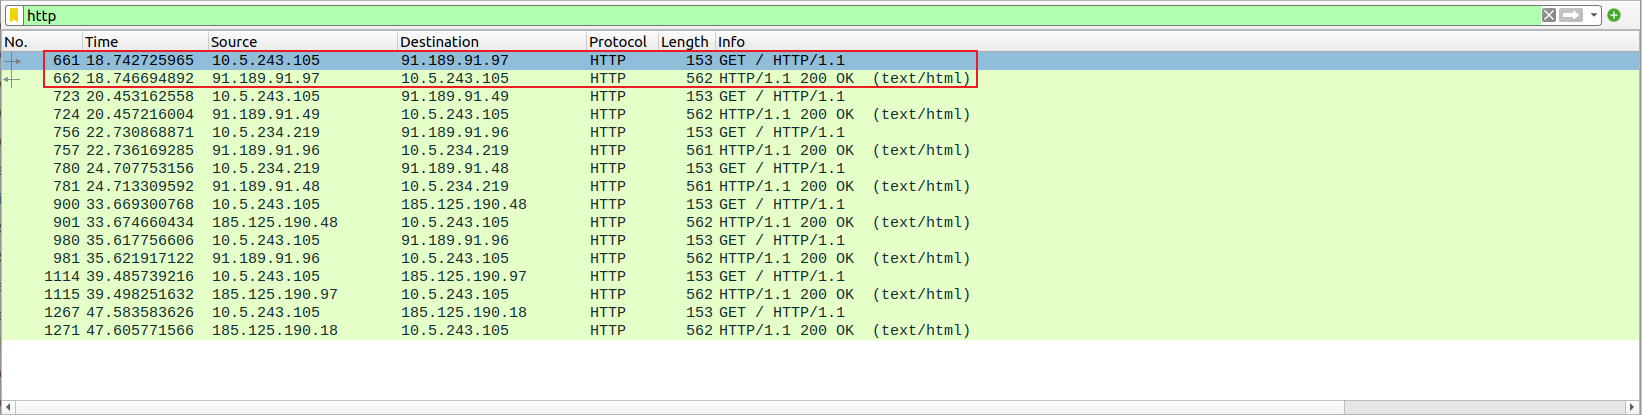 http
No. Time Source Destination Protocol Length Info
661 18.742725965 10.5.243.105 91.189.91.97 HTTP 153 GET / HTTP/1.1
662 18.746694892 91.189.91.97 10.5.243.105 HTTP 562 HTTP/1.1 200 OK (text/html)
723 20.453162558 10.5.243.105 91.189.91.49 HTTP 153 GET / HTTP/1.1
724 20.457216004 91.189.91.49 10.5.243.105 HTTP 562 HTTP/1.1 200 OK (text/html)
756 22.730868871 10.5.234.219 91.189.91.96 HTTP 153 GET / HTTP/1.1
757 22.736169285 91.189.91.96 10.5.234.219 HTTP 561 HTTP/1.1 200 OK (text/html)
780 24.707753156 10.5.234.219 91.189.91.48 HTTP 153 GET / HTTP/1.1
781 24.713309592 91.189.91.48 10.5.234.219 HTTP 561 HTTP/1.1 200 OK (text/html)
900 33.669300768 10.5.243.105 185.125.190.48 HTTP 153 GET / HTTP/1.1
901 33.674660434 185.125.190.48 10.5.243.105 HTTP 562 HTTP/1.1 200 OK (text/html)
980 35.617756606 10.5.243.105 91.189.91.96 HTTP 153 GET / HTTP/1.1
981 35.621917122 91.189.91.96 10.5.243.105 HTTP 562 HTTP/1.1 200 OK (text/html)
1114 39.485739216 10.5.243.105 185.125.190.97 HTTP 153 GET / HTTP/1.1
1115 39.498251632 185.125.190.97 10.5.243.105 HTTP 562 HTTP/1.1 200 OK (text/html)
1267 47.583583626 10.5.243.105 185.125.190.18 HTTP 153 GET / HTTP/1.1
1271 47.605771566 185.125.190.18 10.5.243.105 HTTP 562 HTTP/1.1 200 OK (text/html)